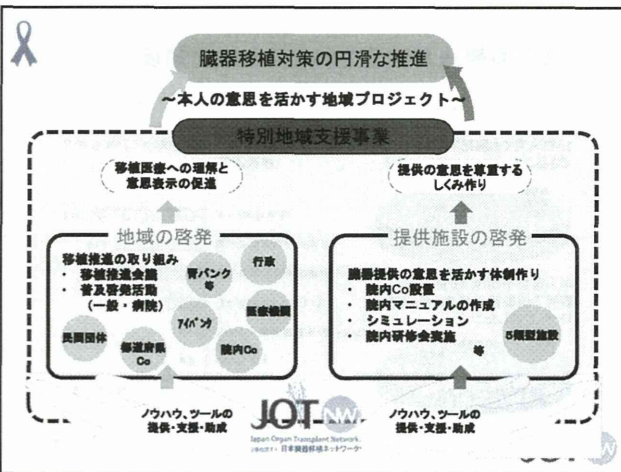 臓器移植対策の円滑な推進
～本人の意思を活かす地域プロジェクト～
特別地域支援事業
移植医療への理解と
意思表示の促進
提供の意思を尊重する
しくみ作り
地域の啓発
移植推進の取り組み
・ 移植推進会議
・ 普及啓発活動
（一般・病院）
腎バンク
等
行政
医療機関
ｱｲﾊﾞﾝｸ
民間団体
都道府県
Co
院内Co
提供施設の啓発
臓器提供の意思を活かす体制作り
・ 院内Co設置
・ 院内マニュアルの作成
・ シミュレーション
・ 院内研修会実施
等
5類型施設
ノウハウ、ツールの
提供・支援・助成
JOT NW
Japan Organ Transplant Network
日本臓器移植ネットワーク
ノウハウ、ツールの
提供・支援・助成